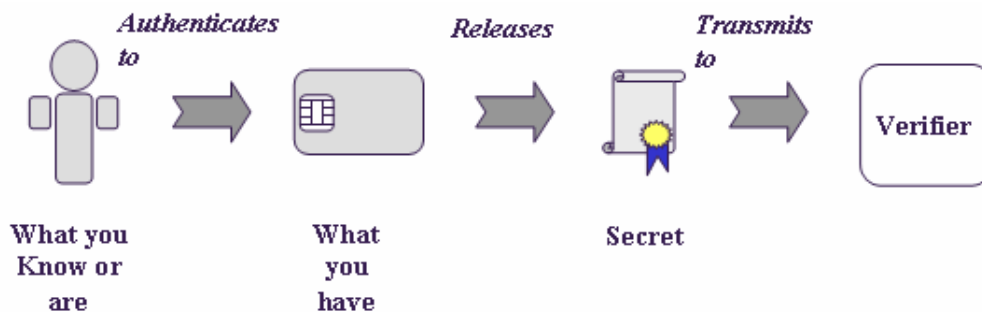 Authenticates
to
Releases
Transmits
to
Verifier
What you
Know or
are
What
you
have
Secret